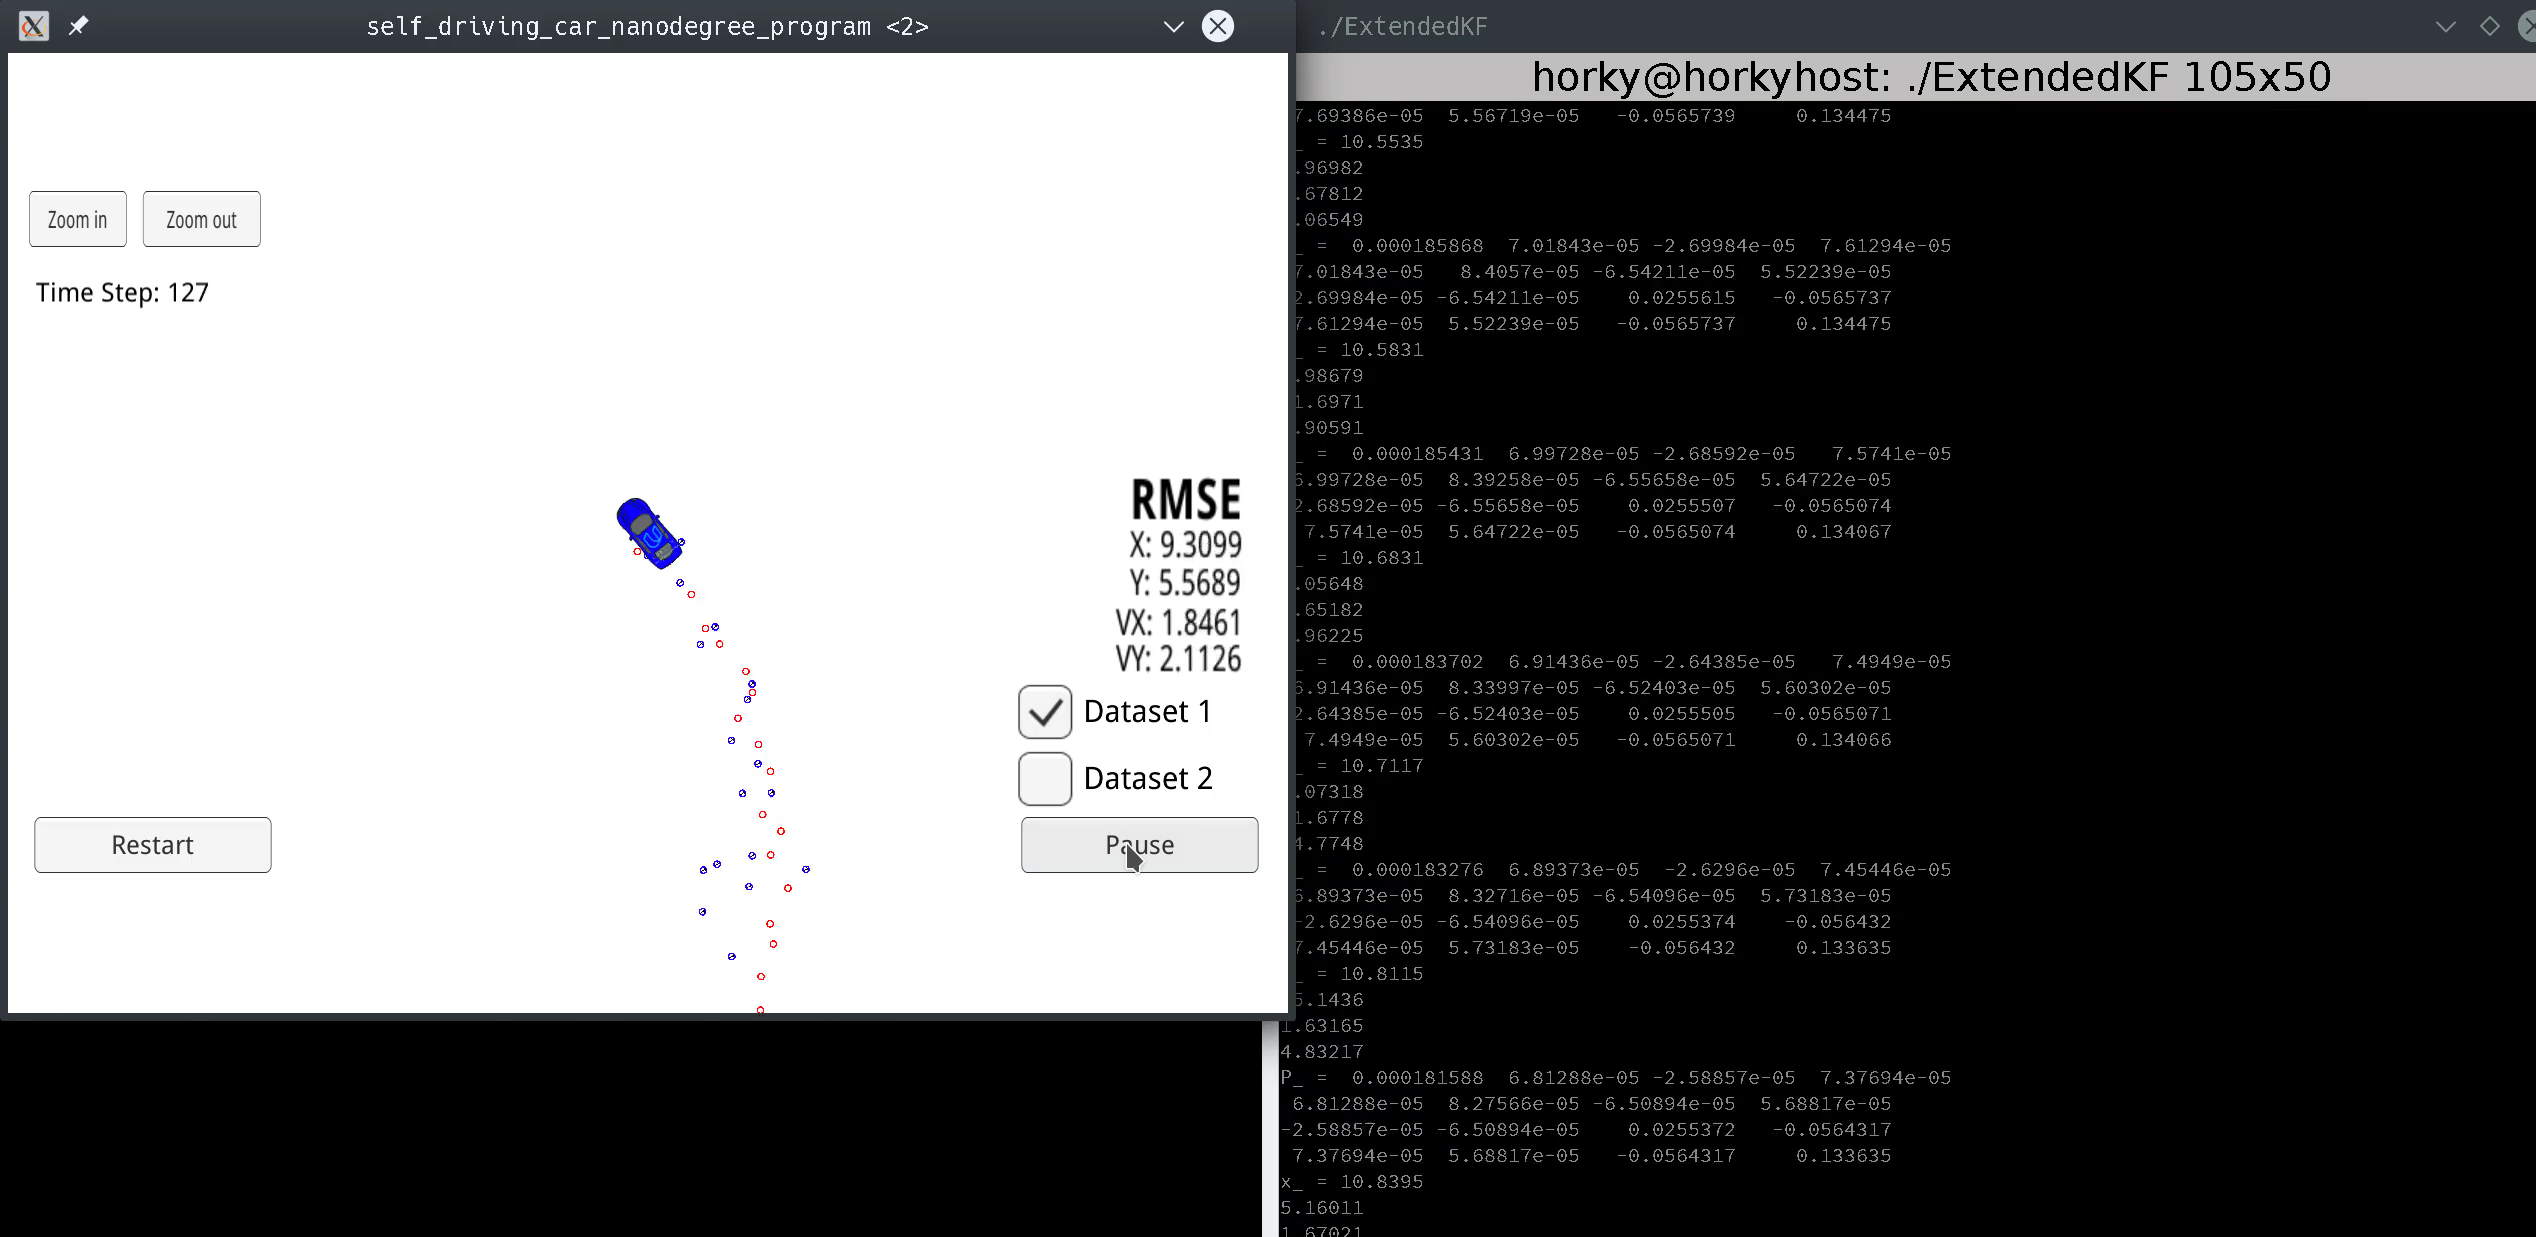 self_driving_car_nanodegree_program <2>
Zoom in
Zoom out
Time Step: 127
RMSE
X: 9.3099
Y: 5.5689
VX: 1.8461
VY: 2.1126
Dataset 1
Dataset 2
Restart
Pause
./ExtendedKF
horky@horkyhost: ./ExtendedKF 105x50
7.69386e-05 5.56719e-05 -0.0565739 0.134475
_ = 10.5535
.96982
.67812
.06549
_ = 0.000185868 7.01843e-05 -2.69984e-05 7.61294e-05
7.01843e-05 8.4057e-05 -6.54211e-05 5.52239e-05
2.69984e-05 -6.54211e-05 0.0255615 -0.0565737
7.61294e-05 5.52239e-05 -0.0565737 0.134475
_ = 10.5831
.98679
1.6971
.90591
_ = 0.000185431 6.99728e-05 -2.68592e-05 7.5741e-05
6.99728e-05 8.39258e-05 -6.55658e-05 5.64722e-05
2.68592e-05 -6.55658e-05 0.0255507 -0.0565074
7.5741e-05 5.64722e-05 -0.0565074 0.134067
_ = 10.6831
.05648
.65182
.96225
_ = 0.000183702 6.91436e-05 -2.64385e-05 7.4949e-05
6.91436e-05 8.33997e-05 -6.52403e-05 5.60302e-05
2.64385e-05 -6.52403e-05 0.0255505 -0.0565071
7.4949e-05 5.60302e-05 -0.0565071 0.134066
_ = 10.7117
.07318
1.6778
4.7748
_ = 0.000183276 6.89373e-05 -2.6296e-05 7.45446e-05
6.89373e-05 8.32716e-05 -6.54096e-05 5.73183e-05
-2.6296e-05 -6.54096e-05 0.0255374 -0.056432
7.45446e-05 5.73183e-05 -0.056432 0.133635
_ = 10.8115
5.1436
1.63165
4.83217
P_ = 0.000181588 6.81288e-05 -2.58857e-05 7.37694e-05
6.81288e-05 8.27566e-05 -6.50894e-05 5.68817e-05
-2.58857e-05 -6.50894e-05 0.0255372 -0.0564317
7.37694e-05 5.68817e-05 -0.0564317 0.133635
x_ = 10.8395
5.16011
1.67021